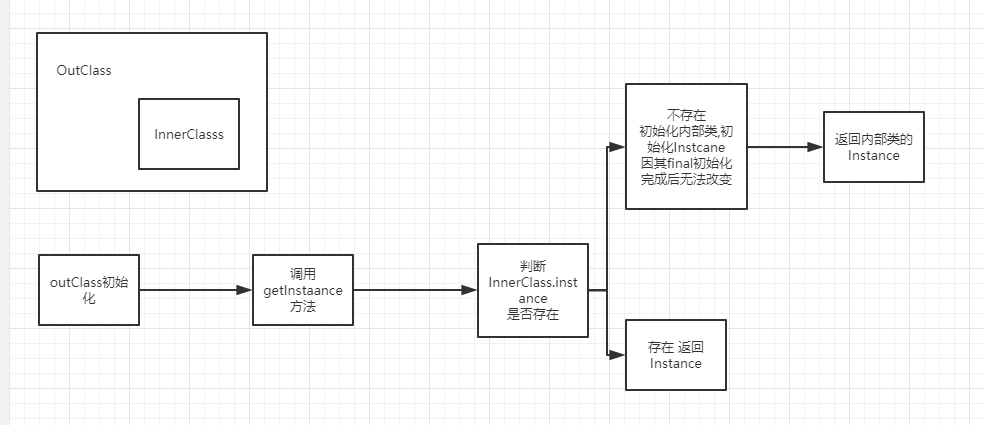 OutClass
InnerClasss
outClass初始
化
调用
getInstaance
方法
判断
InnerClass.inst
ance
是否存在
不存在
初始化内部类,初
始化Instcane
因其final初始化
完成后无法改变
返回内部类的
Instance
存在 返回
Instance